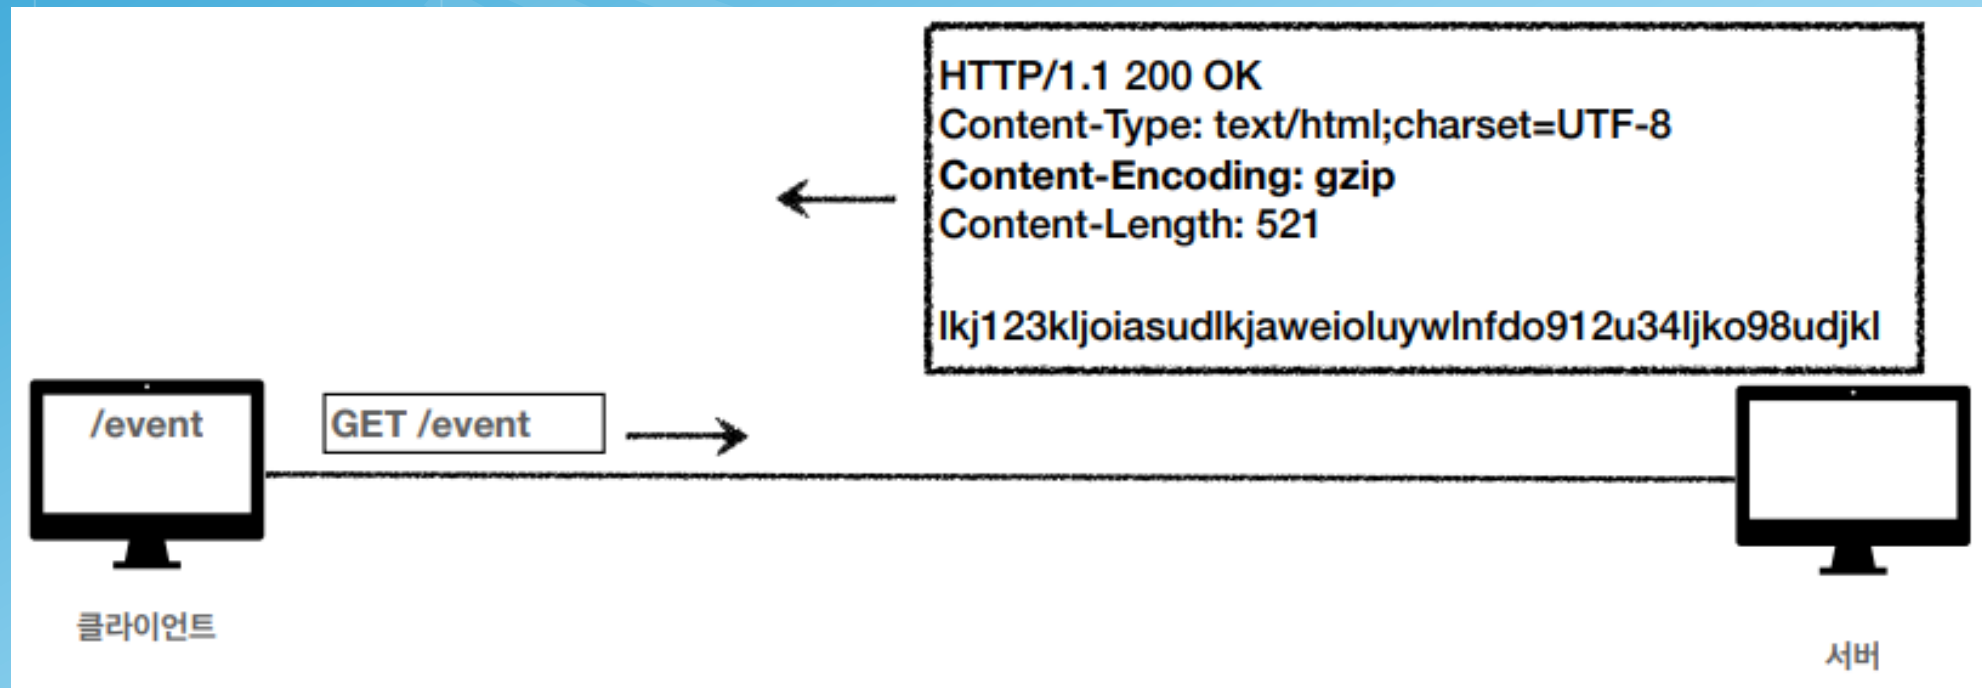 HTTP/1.1 200 OK
Content-Type: text/html;charset=UTF-8
Content-Encoding: gzip
Content-Length: 521
lkj123kljoiasudlkjaweioluywlnfdo912u34ljko98udjkl
/event
GET /event
클라이언트
서버